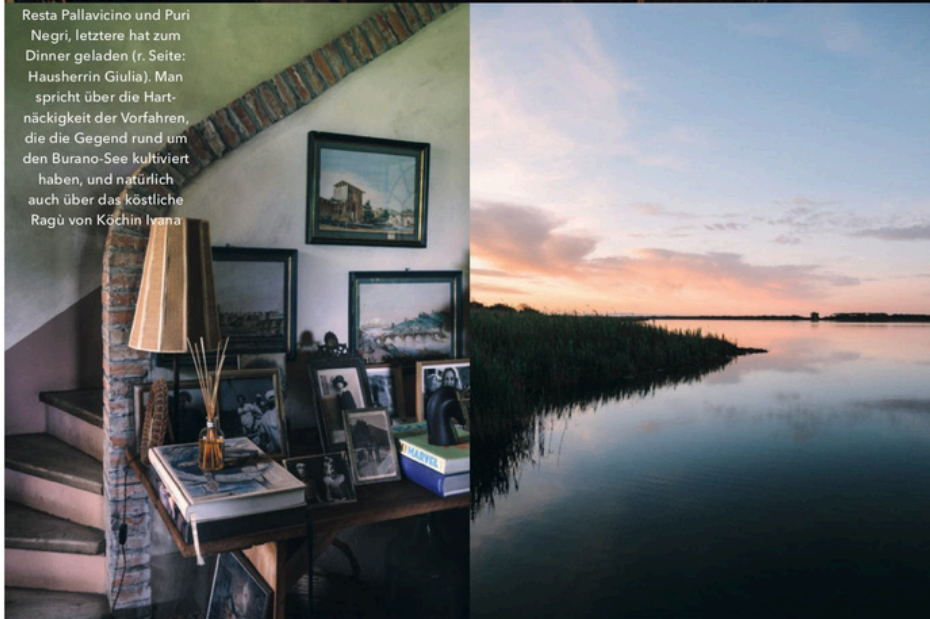 Resta Pallavicino und Puri
Negri, letztere hat zum
Dinner geladen (r. Seite:
Hausherrin Giulia). Man
spricht über die Hart-
näckigkeit der Vorfahren,
die die Gegend rund um
den Burano-See kultiviert
haben, und natürlich
auch über das köstliche
Ragù von Köchin Ivana
MARVEL